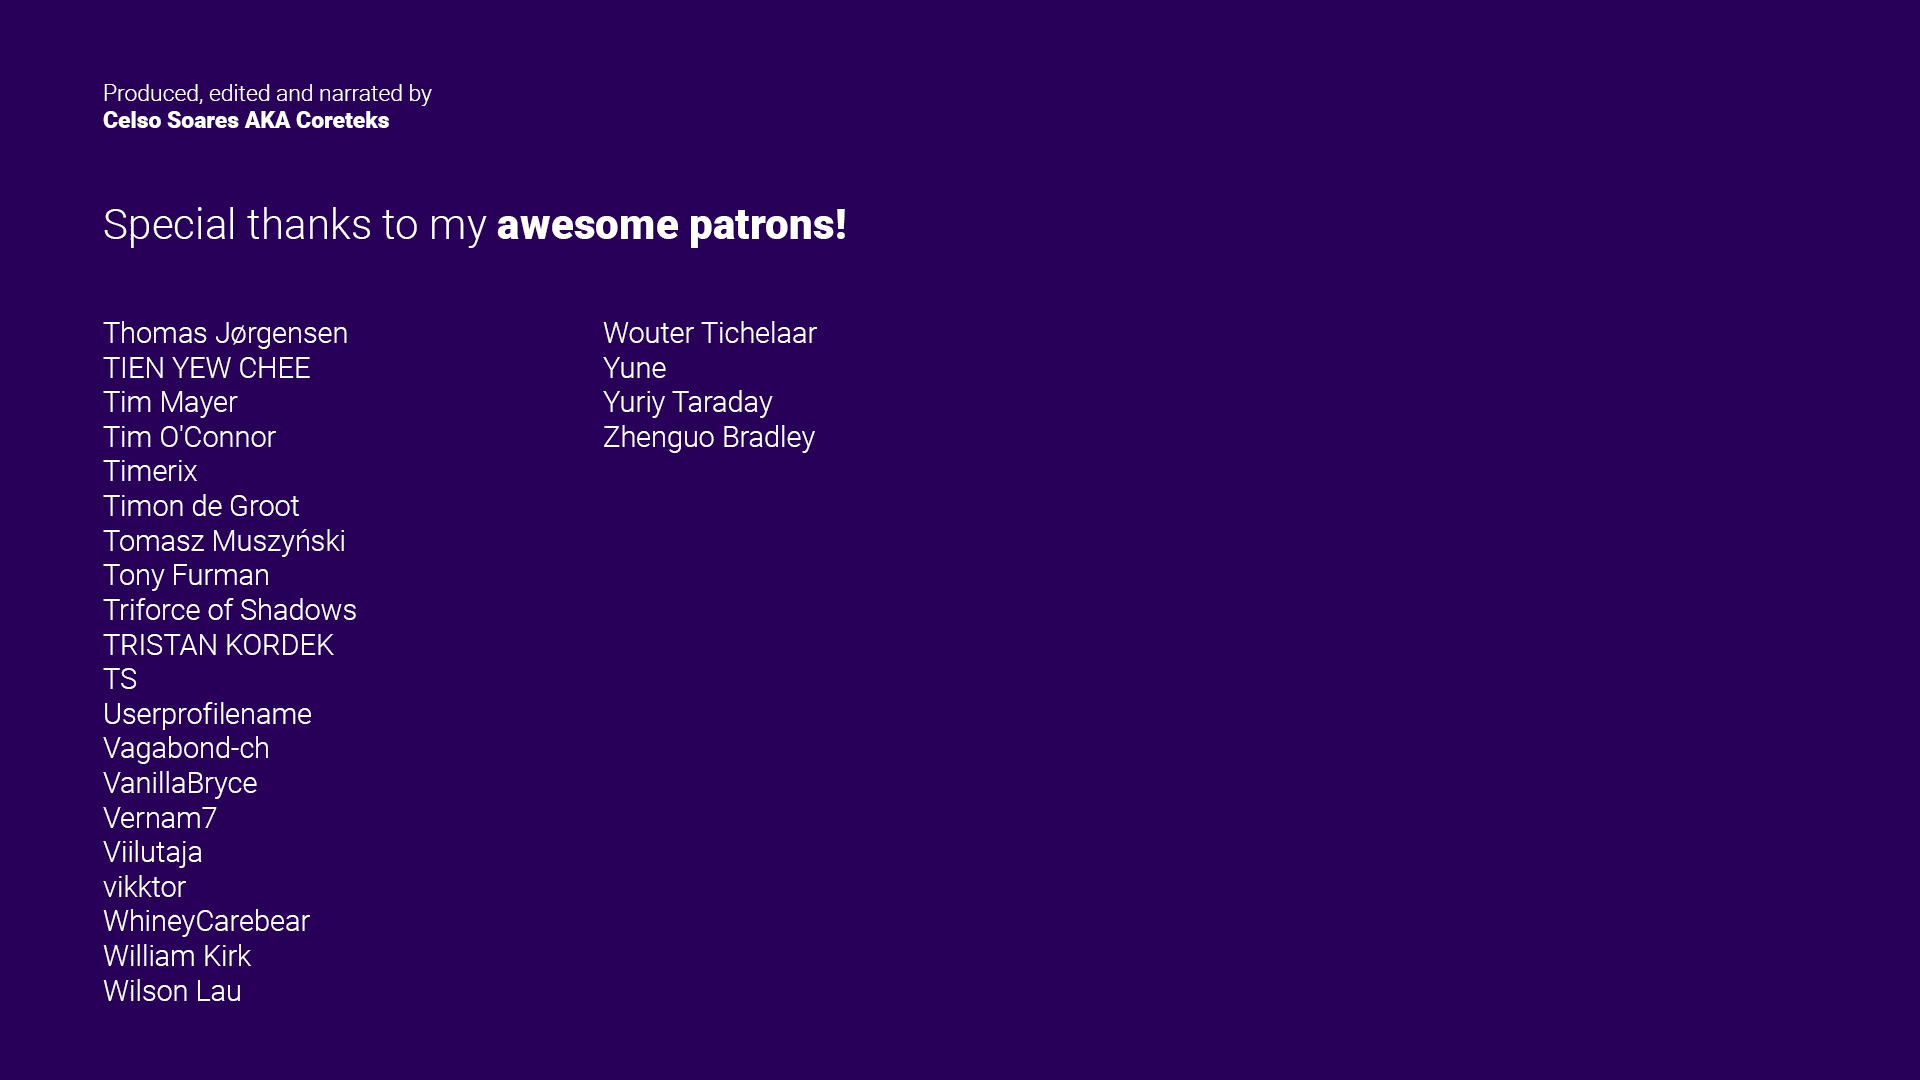 Produced, edited and narrated by
Celso Soares AKA Coreteks
Special thanks to my awesome patrons!
Thomas Jørgensen
TIEN YEW CHEE
Tim Mayer
Tim O'Connor
Timerix
Timon de Groot
Tomasz Muszyński
Tony Furman
Triforce of Shadows
TRISTAN KORDEK
TS
Userprofilename
Vagabond-ch
VanillaBryce
Vernam7
Viilutaja
vikktor
WhineyCarebear
William Kirk
Wilson Lau
Wouter Tichelaar
Yune
Yuriy Taraday
Zhenguo Bradley